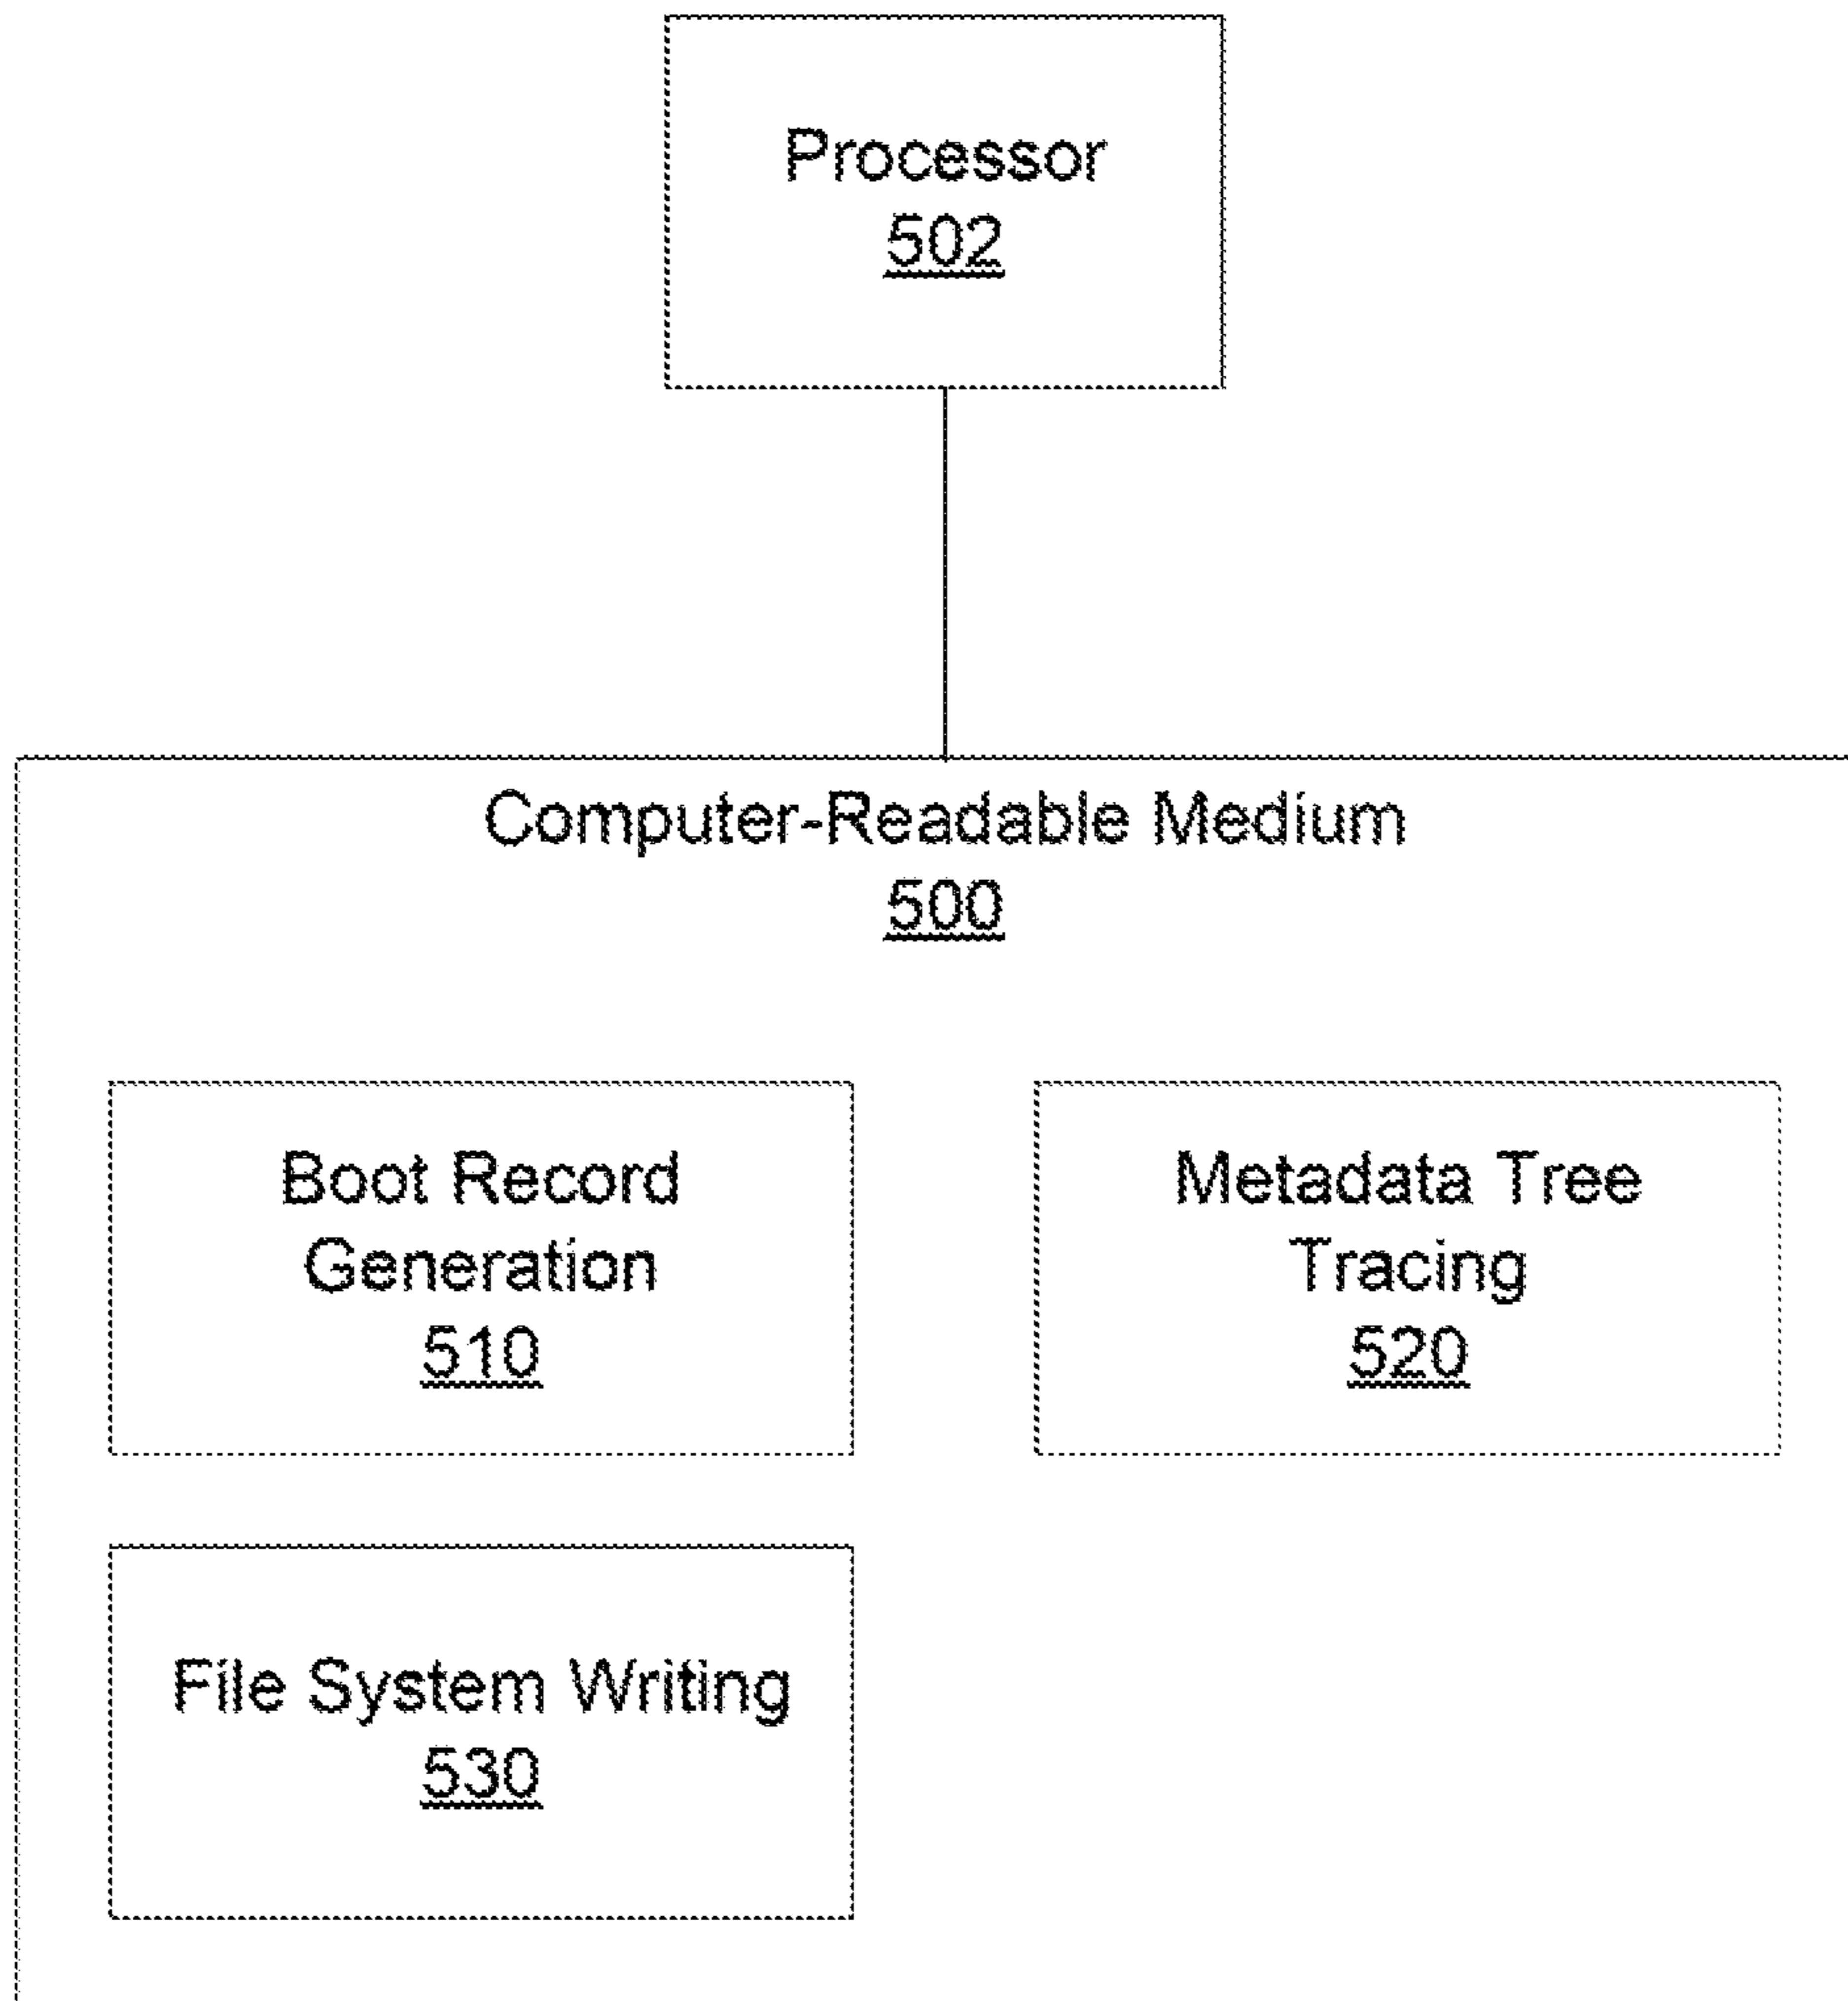 Processor
502
Computer-Readable Medium
500
Boot Record
Generation
510
Metadata Tree
Tracing
520
File System Writing
530